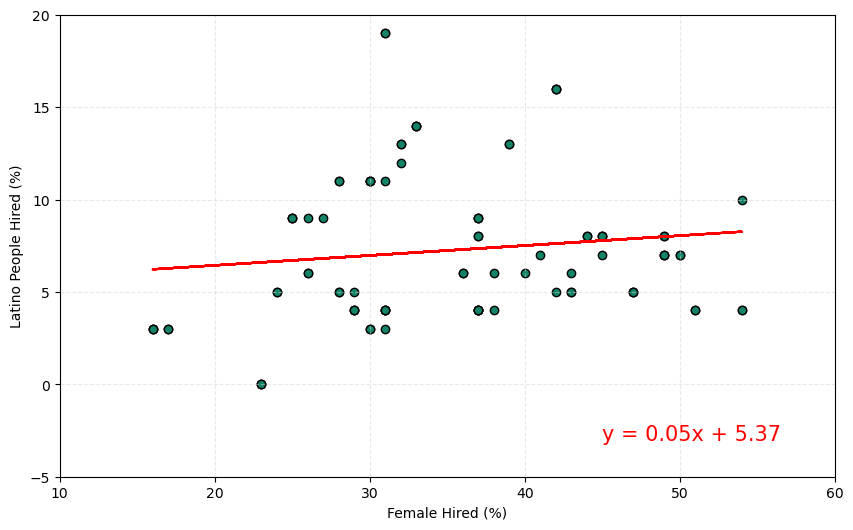 20
15
10
5
0
−5
Latino People Hired (%)
y = 0.05x + 5.37
10 20 30 40 50 60
Female Hired (%)